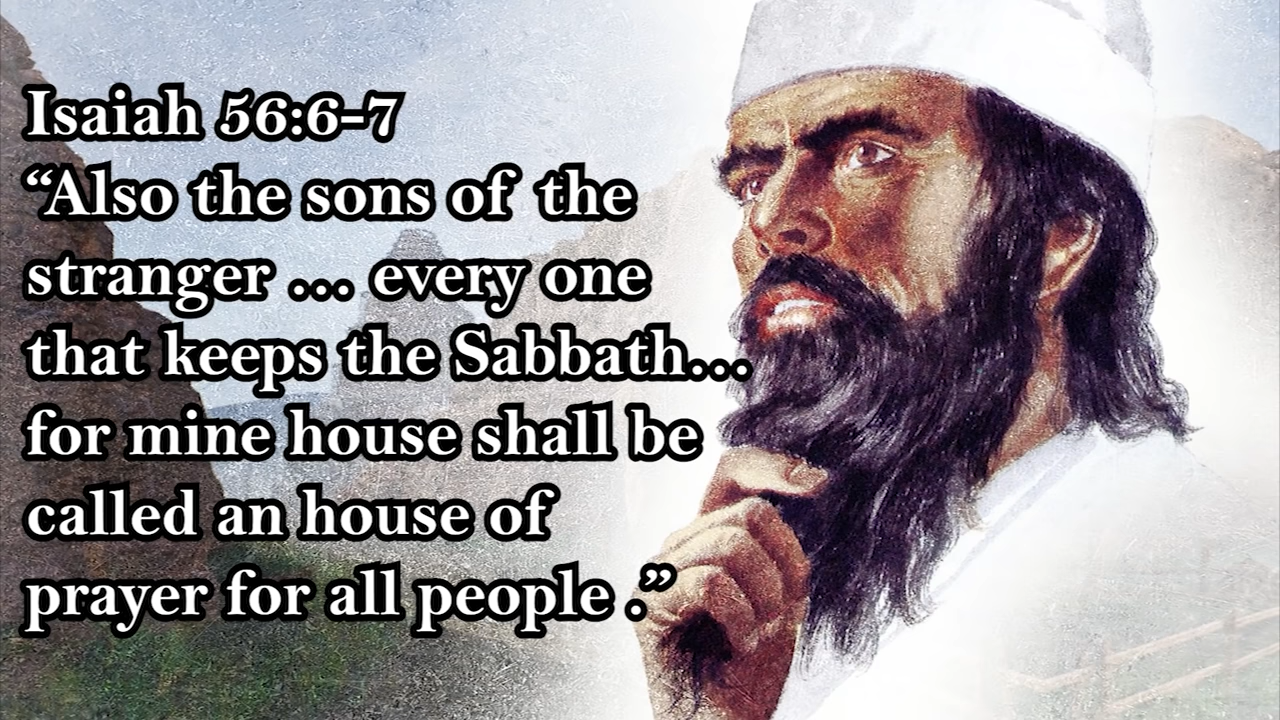 Isaiah 56:6-7
“Also the sons of the
stranger ... every one
that keeps the Sabbath...
for mine house shall be
called an house of
prayer for all people .”